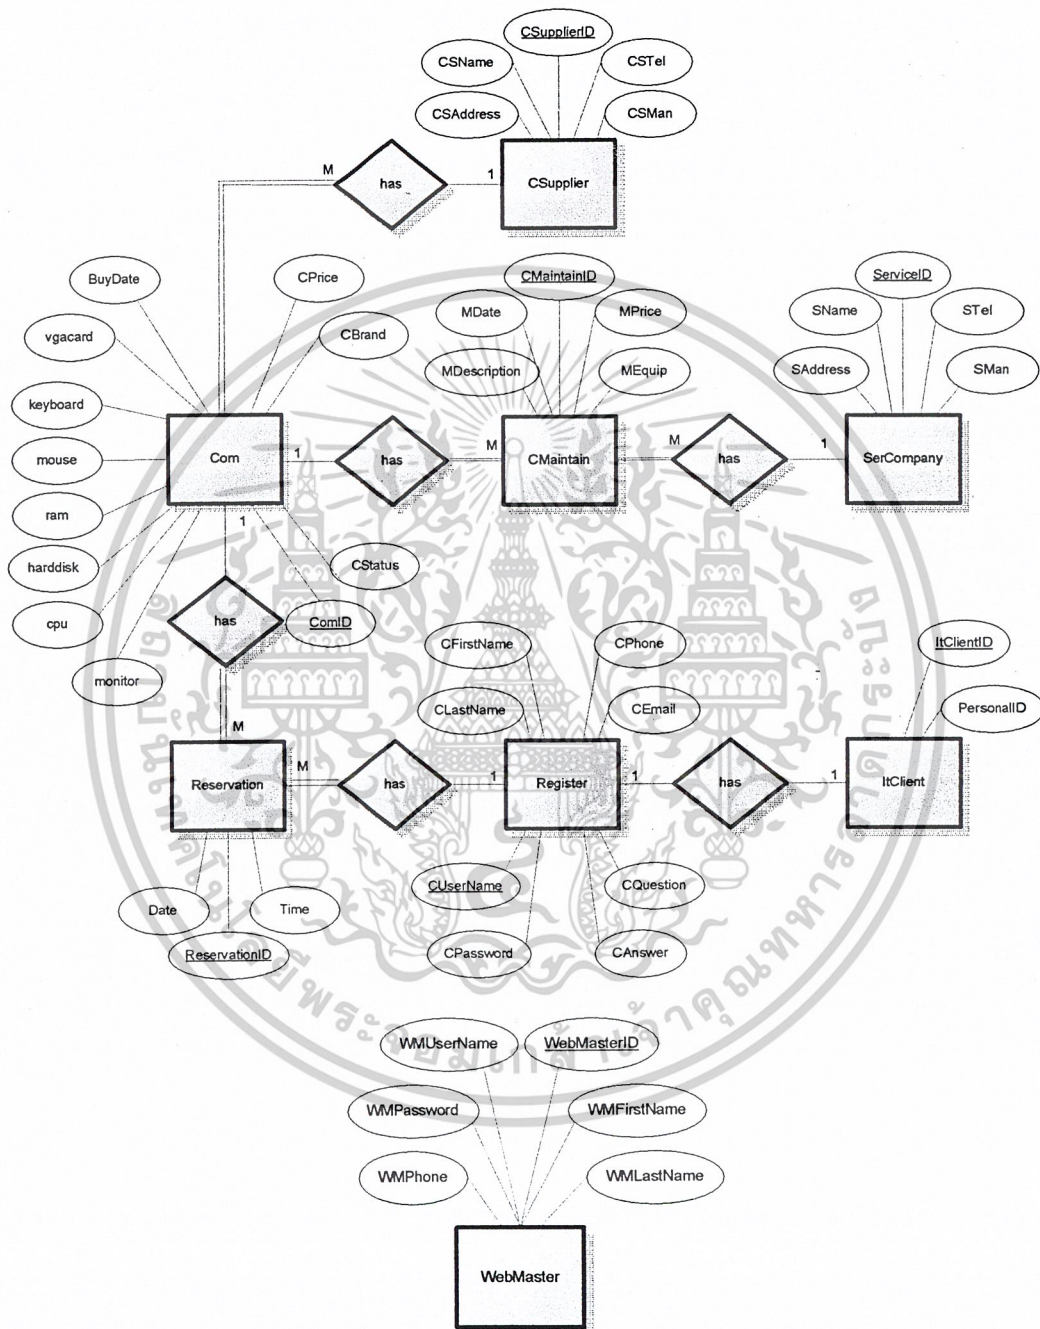 CSupplierID
CSName
CSTel
CSAddress
CSMan
M
has
1
CSupplier
BuyDate
CPrice
CMaintainID
ServiceID
vgacard
CBrand
MDate
MPrice
SName
STel
MDescription
MEquip
SAddress
SMan
keyboard
mouse
ram
harddisk
cpu
monitor
Com
1
has
M
CMaintain
M
has
1
SerCompany
1
CStatus
has
ComID
CFirstName
CPhone
ItClientID
CLastName
CEmail
PersonalID
M
Reservation
M
has
1
Register
1
has
1
ItClient
Date
Time
ReservationID
CUserName
CQuestion
CPassword
CAnswer
WMUserName
WebMasterID
WMPassword
WMFirstName
WMPhone
WMLastName
WebMaster